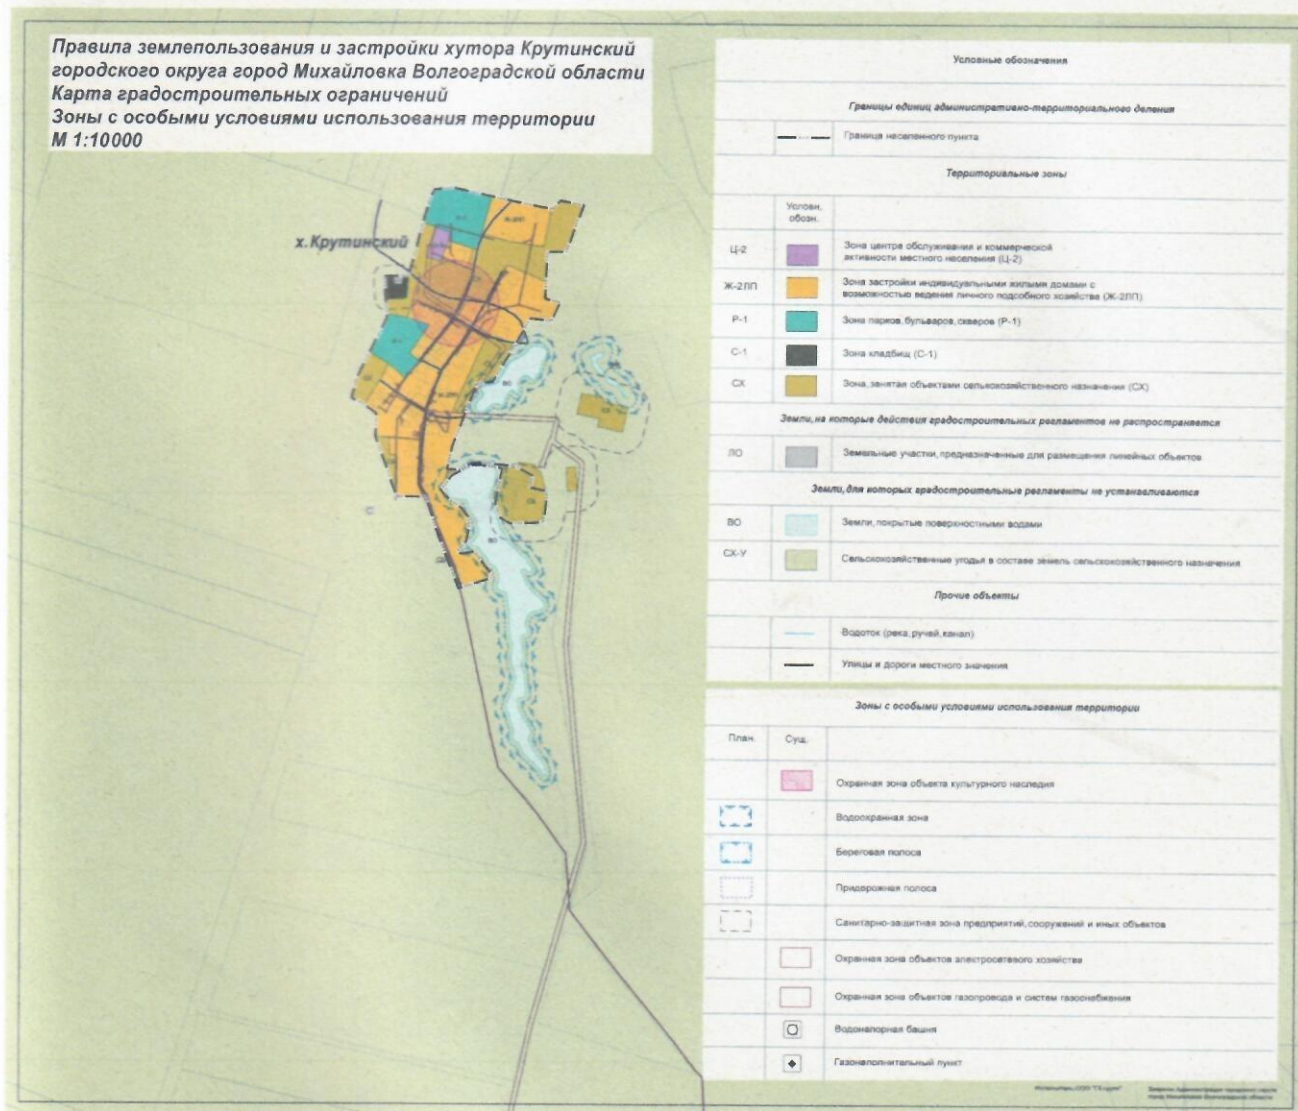 Правила землепользования и застройки хутора Крутинский
городского округа город Михайловка Волгоградской области
Карта градостроительных ограничений
Зоны с особыми условиями использования территории
М 1:10000
х. Крутинский
Условные обозначения
Границы единиц административно-территориального деления
Граница населенного пункта
Территориальные зоны
Условн.
обозн.
Ц-2
Зона центра обслуживания и коммерческой
активности местного населения (Ц-2)
Ж-2ЛП
Зона застройки индивидуальными жилыми домами с
возможностью ведения личного подсобного хозяйства (Ж-2ЛП)
Р-1
Зона парков, бульваров, скверов (Р-1)
С-1
Зона кладбищ (С-1)
СХ
Зона, занятая объектами сельскохозяйственного назначения (СХ)
Земли, на которые действия градостроительных регламентов не распространяется
ЛО
Земельные участки, предназначенные для размещения линейных объектов
Земли, для которых градостроительные регламенты не устанавливаются
ВО
Земли, покрытые поверхностными водами
СХ-У
Сельскохозяйственные угодья в составе земель сельскохозяйственного назначения
Прочие объекты
Водоток (река, ручей, канал)
Улицы и дороги местного значения
Зоны с особыми условиями использования территории
План.
Сущ.
Охранная зона объекта культурного наследия
Водоохранная зона
Береговая полоса
Придорожная полоса
Санитарно-защитная зона предприятий, сооружений и иных объектов
Охранная зона объектов электросетевого хозяйства
Охранная зона объектов газопровода и систем газоснабжения
Водонапорная башня
Газонаполнительный пункт
Ж-2ЛП
ВО
ВО